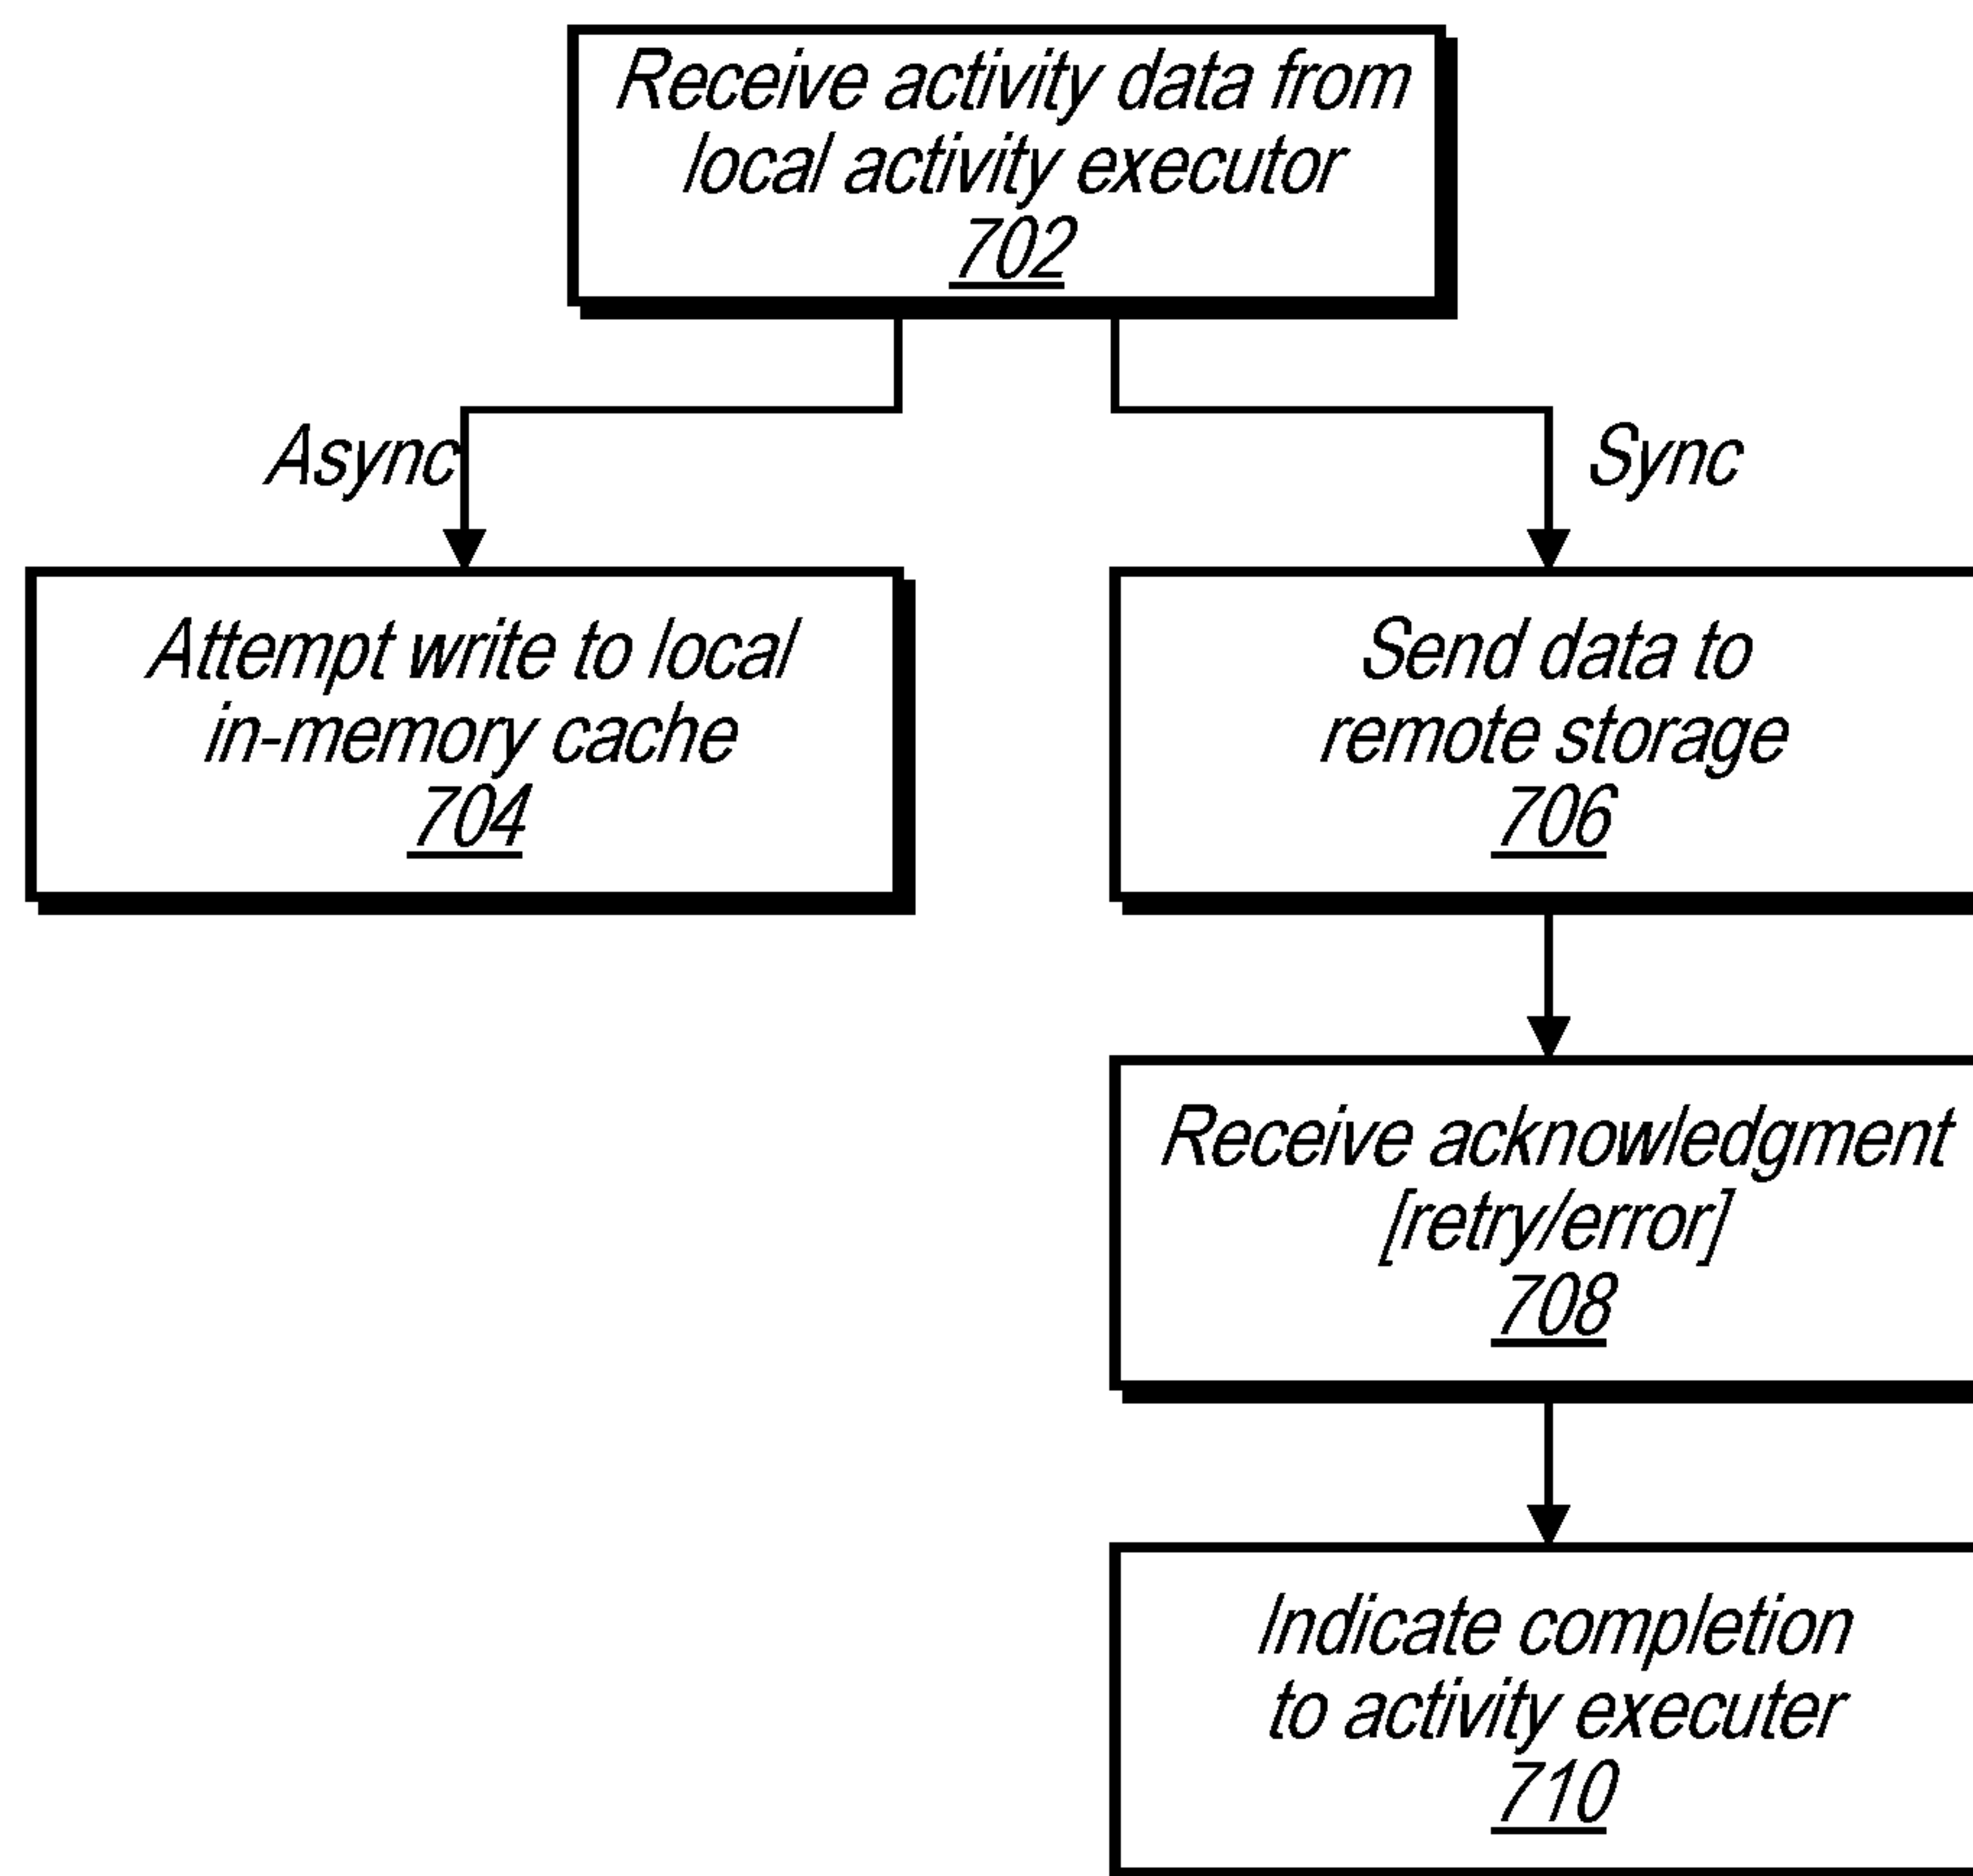 Receive activity data from
local activity executor
702
Async
Sync
Attempt write to local
in-memory cache
704
Send data to
remote storage
706
Receive acknowledgment
[retry/error]
708
Indicate completion
to activity executer
710